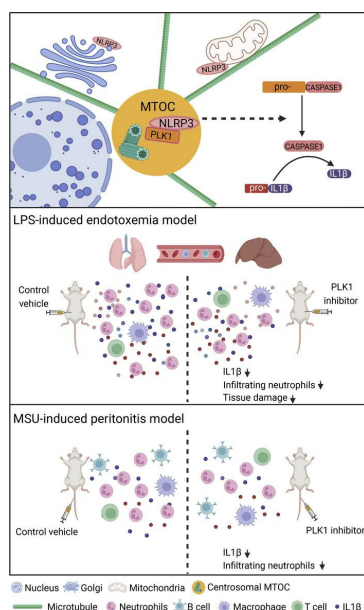 NLRP3
NLRP3
MTOC
NLRP3
PLK1
pro-CASPASE1
CASPASE1
pro-IL1β
IL1β
LPS-induced endotoxemia model
Control
vehicle
PLK1
inhibitor
IL1β
Infiltrating neutrophils
Tissue damage
MSU-induced peritonitis model
Control vehicle
PLK1 inhibitor
IL1β
Infiltrating neutrophils
Nucleus Golgi Mitochondria Centrosomal MTOC
Microtubule Neutrophils B cell Macrophage T cell IL1β